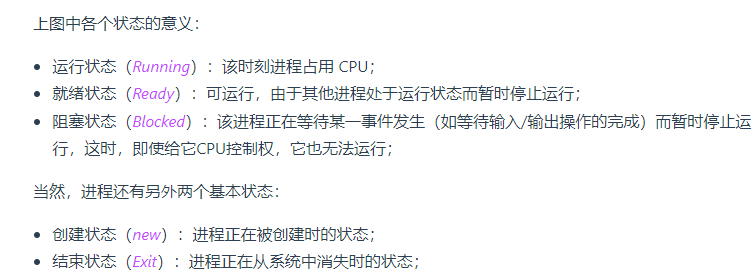 上图中各个状态的意义：
运行状态（Running）：该时刻进程占用 CPU；
就绪状态（Ready）：可运行，由于其他进程处于运行状态而暂时停止运行；
阻塞状态（Blocked）：该进程正在等待某一事件发生（如等待输入/输出操作的完成）而暂时停止运
行，这时，即使给它CPU控制权，它也无法运行；
当然，进程还有另外两个基本状态：
创建状态（new）：进程正在被创建时的状态；
结束状态（Exit）：进程正在从系统中消失时的状态；